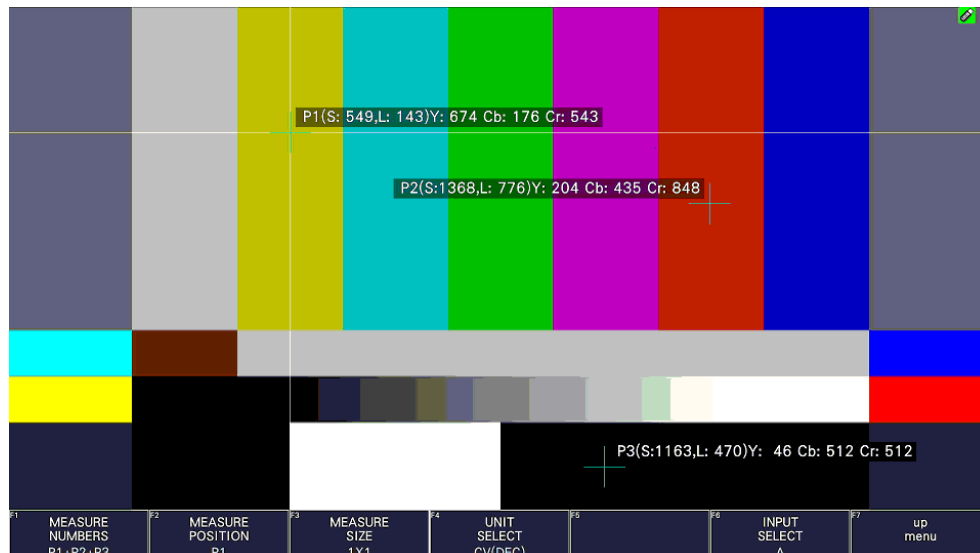 P1(S: 549,L: 143)Y: 674 Cb: 176 Cr: 543
P2(S:1368,L: 776)Y: 204 Cb: 435 Cr: 848
P3(S:1163,L: 470)Y: 46 Cb: 512 Cr: 512
F1 MEASURE
NUMBERS
P1+P2+P3
F2 MEASURE
POSITION
P1
F3 MEASURE
SIZE
1X1
F4 UNIT
SELECT
CV(DEC)
F5
F6 INPUT
SELECT
A
F7 up
menu